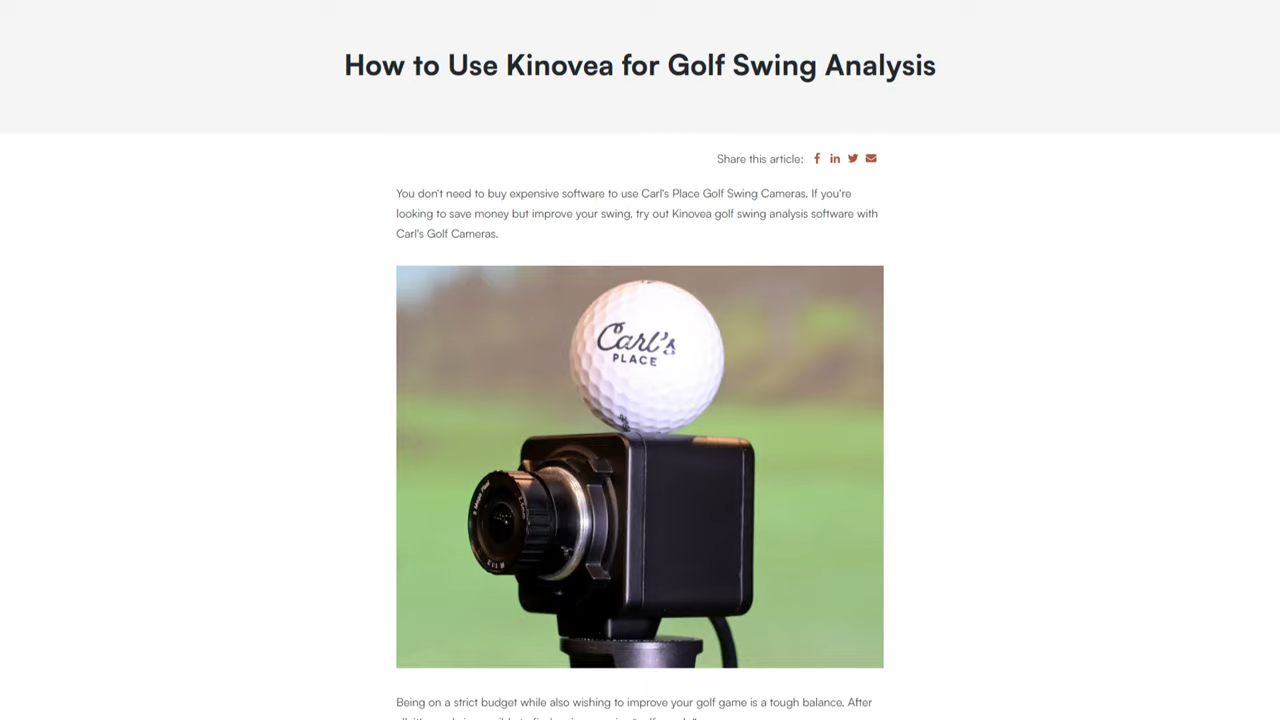 How to Use Kinovea for Golf Swing Analysis
Share this article:
You don't need to buy expensive software to use Carl's Place Golf Swing Cameras. If you're
looking to save money but improve your swing, try out Kinovea golf swing analysis software with
Carl's Golf Cameras.
Carl's
PLACE
Being on a strict budget while also wishing to improve your golf game is a tough balance. After